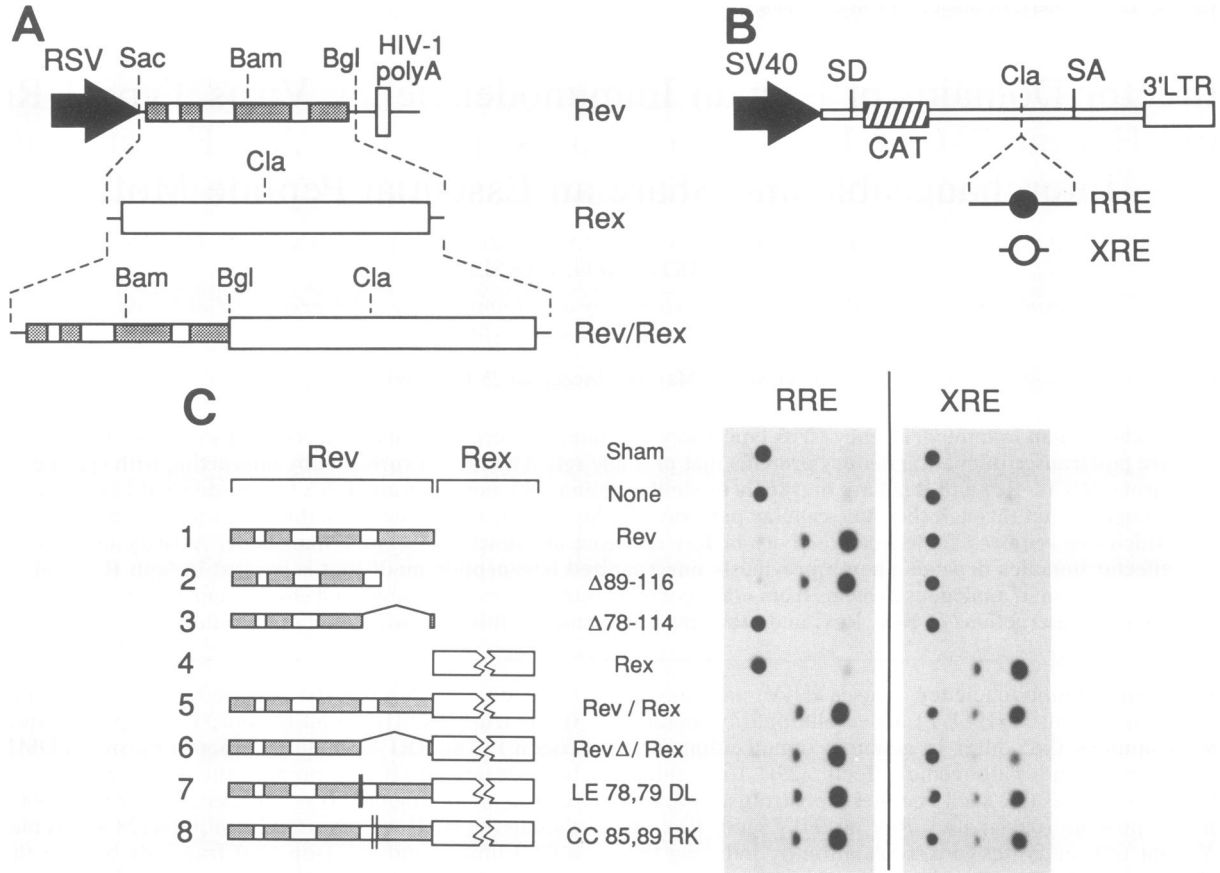 A
RSV
Sac
Bam
Bgl
HIV-1
polyA
Rev
Cla
Rex
Bam
Bgl
Cla
Rev/Rex
B
SV40
SD
CAT
Cla
SA
3'LTR
RRE
XRE
C
Rev
Rex
RRE
XRE
Sham
None
1 Rev
2 Δ89-116
3 Δ78-114
4 Rex
5 Rev / Rex
6 Rev Δ/ Rex
7 LE 78,79 DL
8 CC 85,89 RK